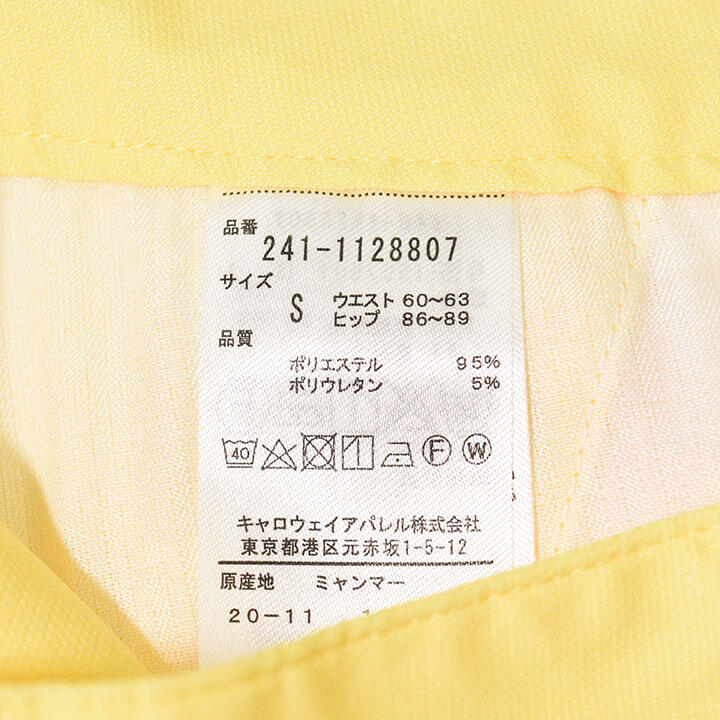 品番
241-1128807
サイズ
S ウエスト 60～63
ヒップ 86～89
品質
ポリエステル 95%
ポリウレタン 5%
40 F W
キャロウェイアパレル株式会社
東京都港区元赤坂1-5-12
原産地 ミャンマー
20-11